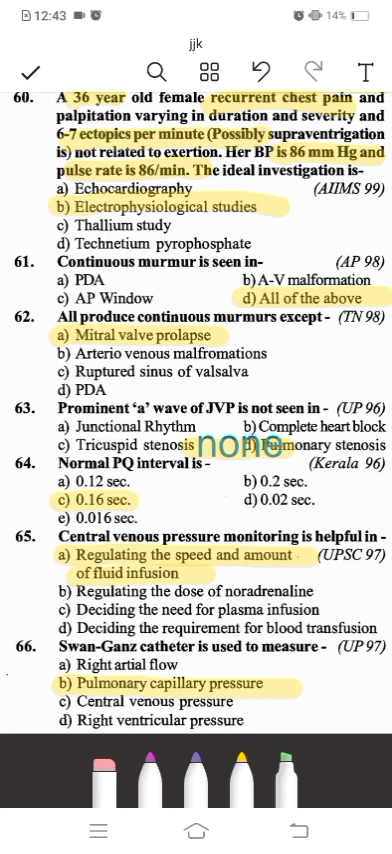 12:43
14%
jjk
T
60. A 36 year old female recurrent chest pain and
palpitation varying in duration and severity and
6-7 ectopics per minute (Possibly supraventrigation
is) not related to exertion. Her BP is 86 mm Hg and
pulse rate is 86/min. The ideal investigation is-
a) Echocardiography (AIIMS 99)
b) Electrophysiological studies
c) Thallium study
d) Technetium pyrophosphate
61. Continuous murmur is seen in- (AP 98)
a) PDA b) A-V malformation
c) AP Window d) All of the above
62. All produce continuous murmurs except - (TN 98)
a) Mitral valve prolapse
b) Arterio venous malfromations
c) Ruptured sinus of valsalva
d) PDA
63. Prominent ‘a’ wave of JVP is not seen in - (UP 96)
a) Junctional Rhythm b) Complete heart block
c) Tricuspid stenosis none d) Pulmonary stenosis
64. Normal PQ interval is - (Kerala 96)
a) 0.12 sec. b) 0.2 sec.
c) 0.16 sec. d) 0.02 sec.
e) 0.016 sec.
65. Central venous pressure monitoring is helpful in -
a) Regulating the speed and amount (UPSC 97)
of fluid infusion
b) Regulating the dose of noradrenaline
c) Deciding the need for plasma infusion
d) Deciding the requirement for blood transfusion
66. Swan-Ganz catheter is used to measure - (UP 97)
a) Right artial flow
b) Pulmonary capillary pressure
c) Central venous pressure
d) Right ventricular pressure